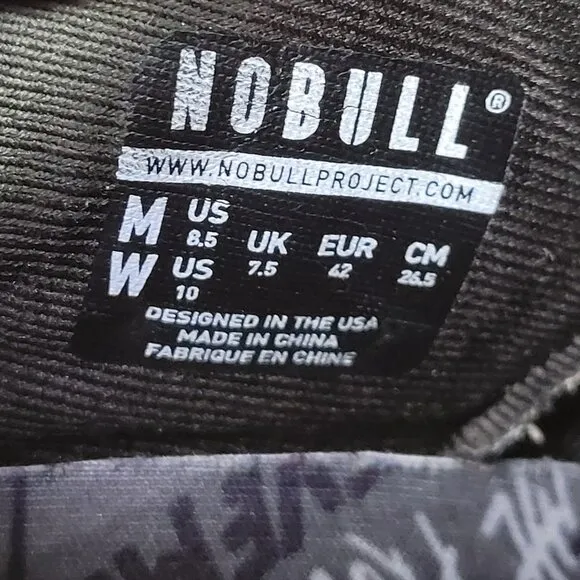 NOBULL®
WWW.NOBULLPROJECT.COM
M US 8.5 UK 7.5 EUR 42 CM 26.5
W US 10
DESIGNED IN THE USA
MADE IN CHINA
FABRIQUE EN CHINE